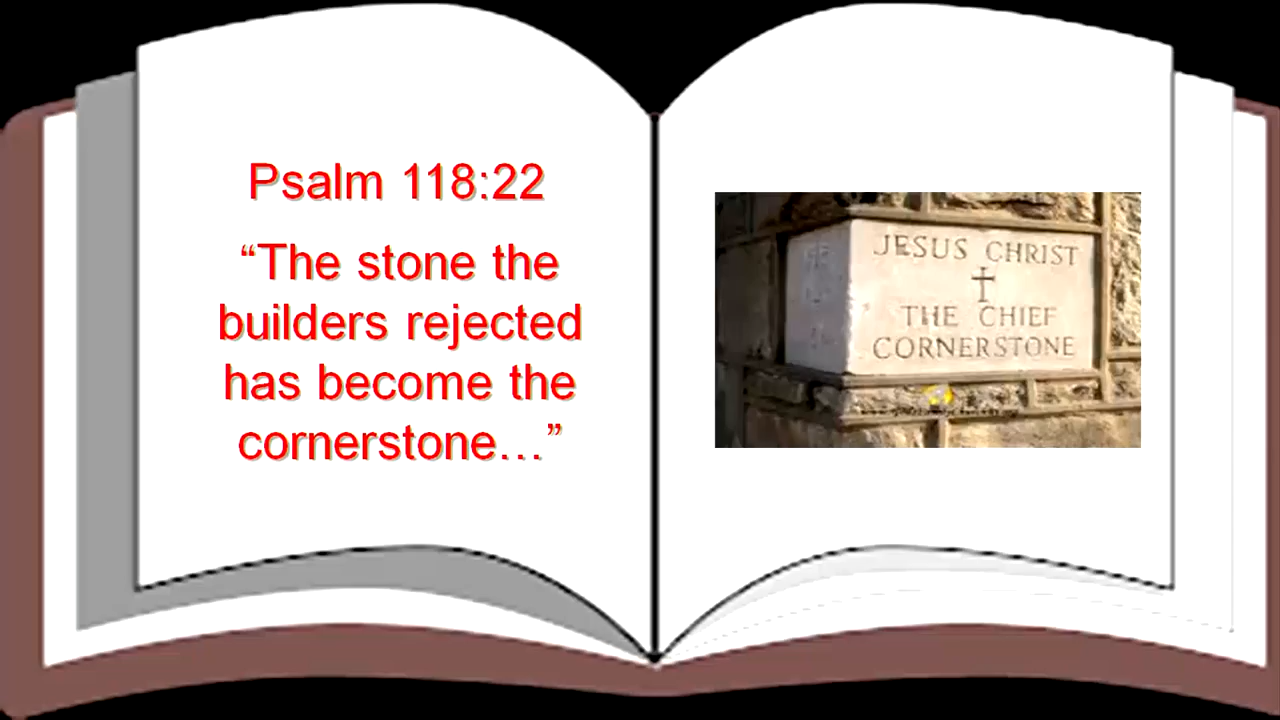 Psalm 118:22
“The stone the
builders rejected
has become the
cornerstone…”
JESUS CHRIST
THE CHIEF
CORNERSTONE